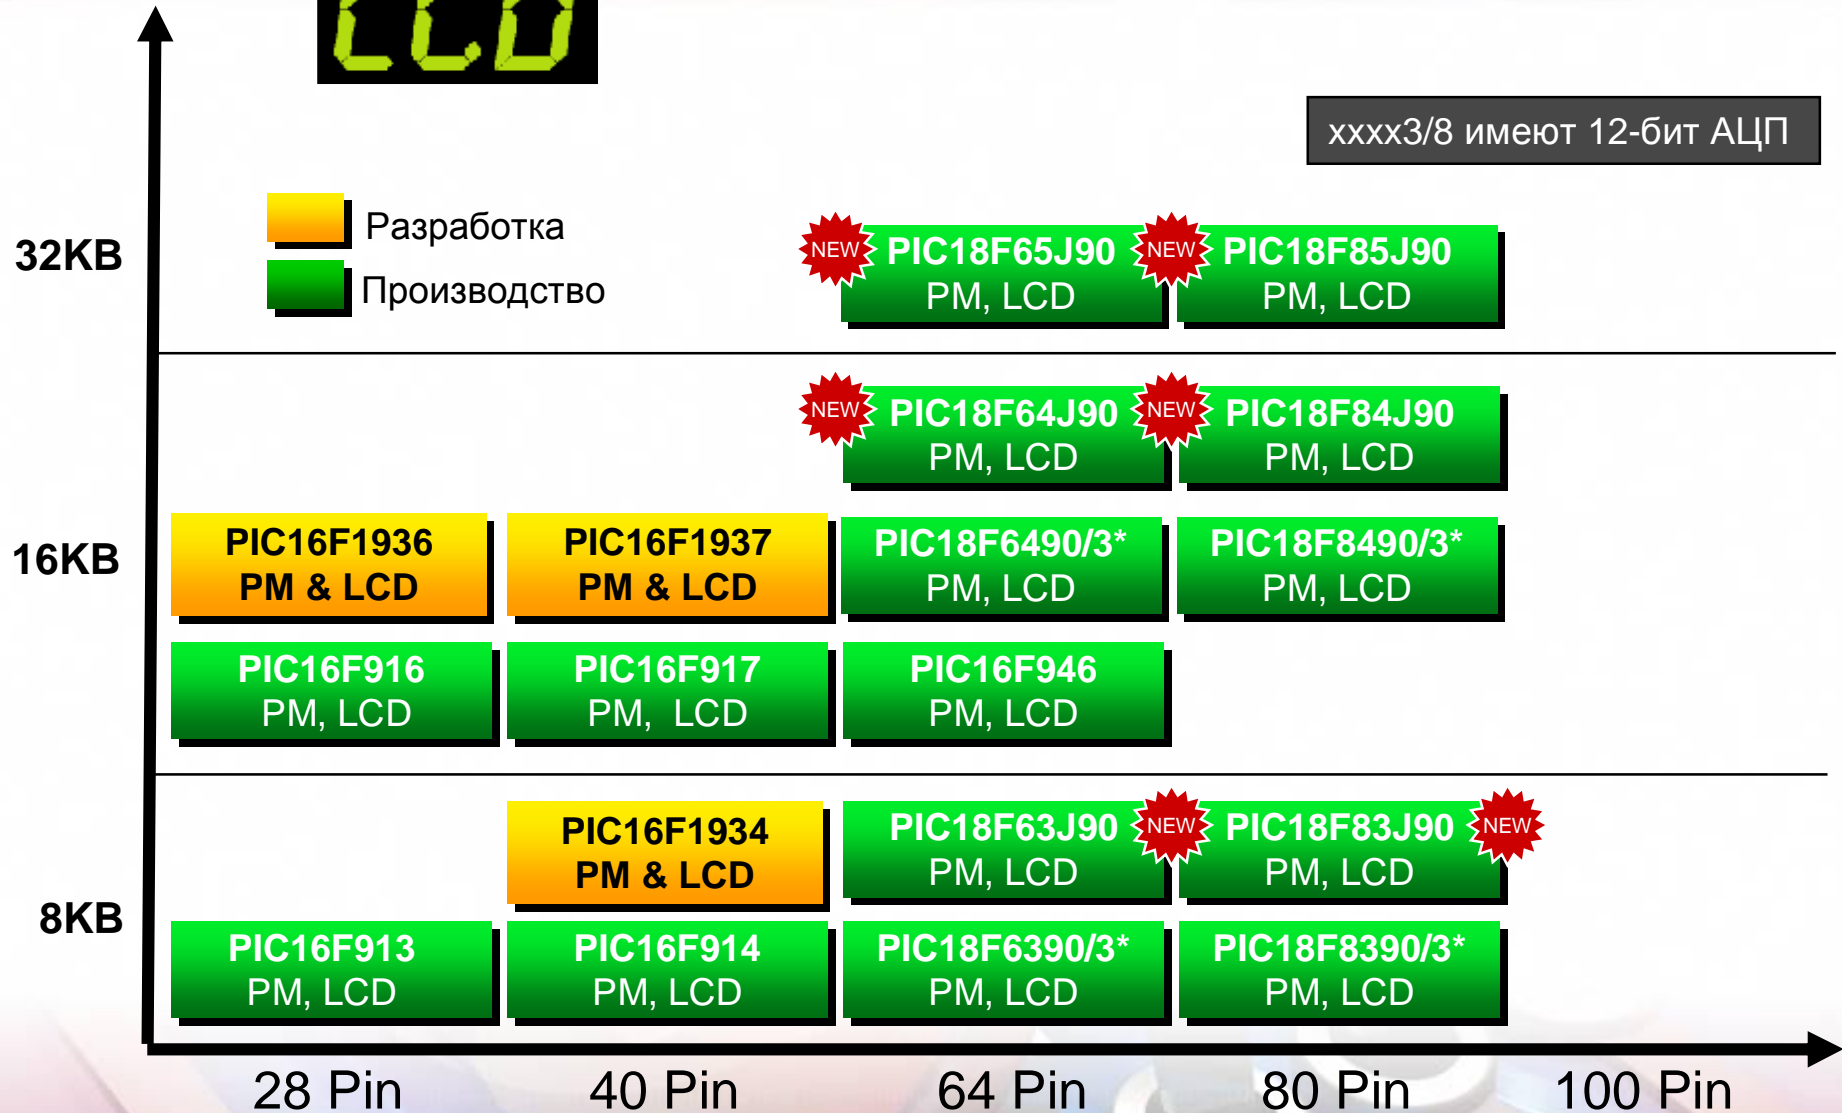 LCD
xxxx3/8 имеют 12-бит АЦП
Разработка
Производство
32KB
NEW
PIC18F65J90
PM, LCD
NEW
PIC18F85J90
PM, LCD
NEW
PIC18F64J90
PM, LCD
NEW
PIC18F84J90
PM, LCD
16KB
PIC16F1936
PM & LCD
PIC16F1937
PM & LCD
PIC18F6490/3*
PM, LCD
PIC18F8490/3*
PM, LCD
PIC16F916
PM, LCD
PIC16F917
PM, LCD
PIC16F946
PM, LCD
8KB
PIC16F1934
PM & LCD
PIC18F63J90
PM, LCD
NEW
PIC18F83J90
PM, LCD
NEW
PIC16F913
PM, LCD
PIC16F914
PM, LCD
PIC18F6390/3*
PM, LCD
PIC18F8390/3*
PM, LCD
28 Pin
40 Pin
64 Pin
80 Pin
100 Pin